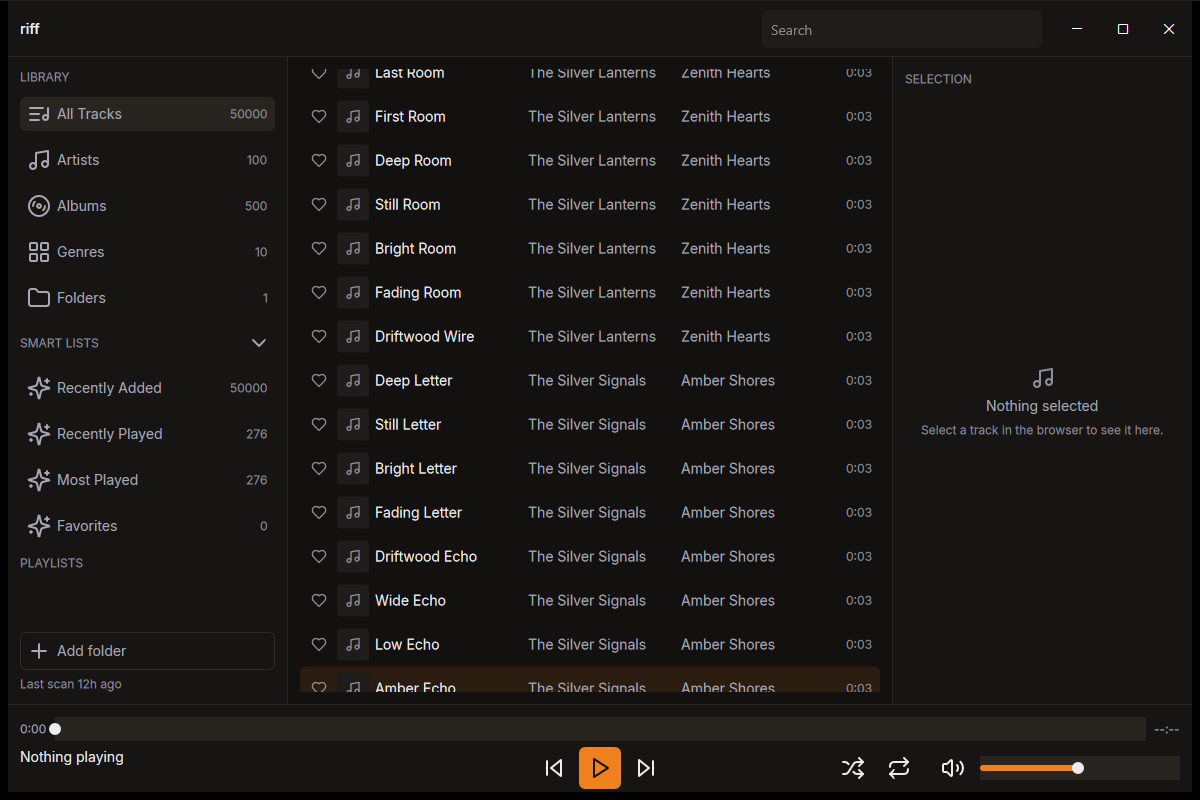 riff
Search
LIBRARY
All Tracks 50000
Artists 100
Albums 500
Genres 10
Folders 1
SMART LISTS
Recently Added 50000
Recently Played 276
Most Played 276
Favorites 0
PLAYLISTS
Add folder
Last scan 12h ago
Last Room The Silver Lanterns Zenith Hearts 0:03
First Room The Silver Lanterns Zenith Hearts 0:03
Deep Room The Silver Lanterns Zenith Hearts 0:03
Still Room The Silver Lanterns Zenith Hearts 0:03
Bright Room The Silver Lanterns Zenith Hearts 0:03
Fading Room The Silver Lanterns Zenith Hearts 0:03
Driftwood Wire The Silver Lanterns Zenith Hearts 0:03
Deep Letter The Silver Signals Amber Shores 0:03
Still Letter The Silver Signals Amber Shores 0:03
Bright Letter The Silver Signals Amber Shores 0:03
Fading Letter The Silver Signals Amber Shores 0:03
Driftwood Echo The Silver Signals Amber Shores 0:03
Wide Echo The Silver Signals Amber Shores 0:03
Low Echo The Silver Signals Amber Shores 0:03
Amber Echo The Silver Signals Amber Shores 0:03
SELECTION
Nothing selected
Select a track in the browser to see it here.
0:00 --:--
Nothing playing